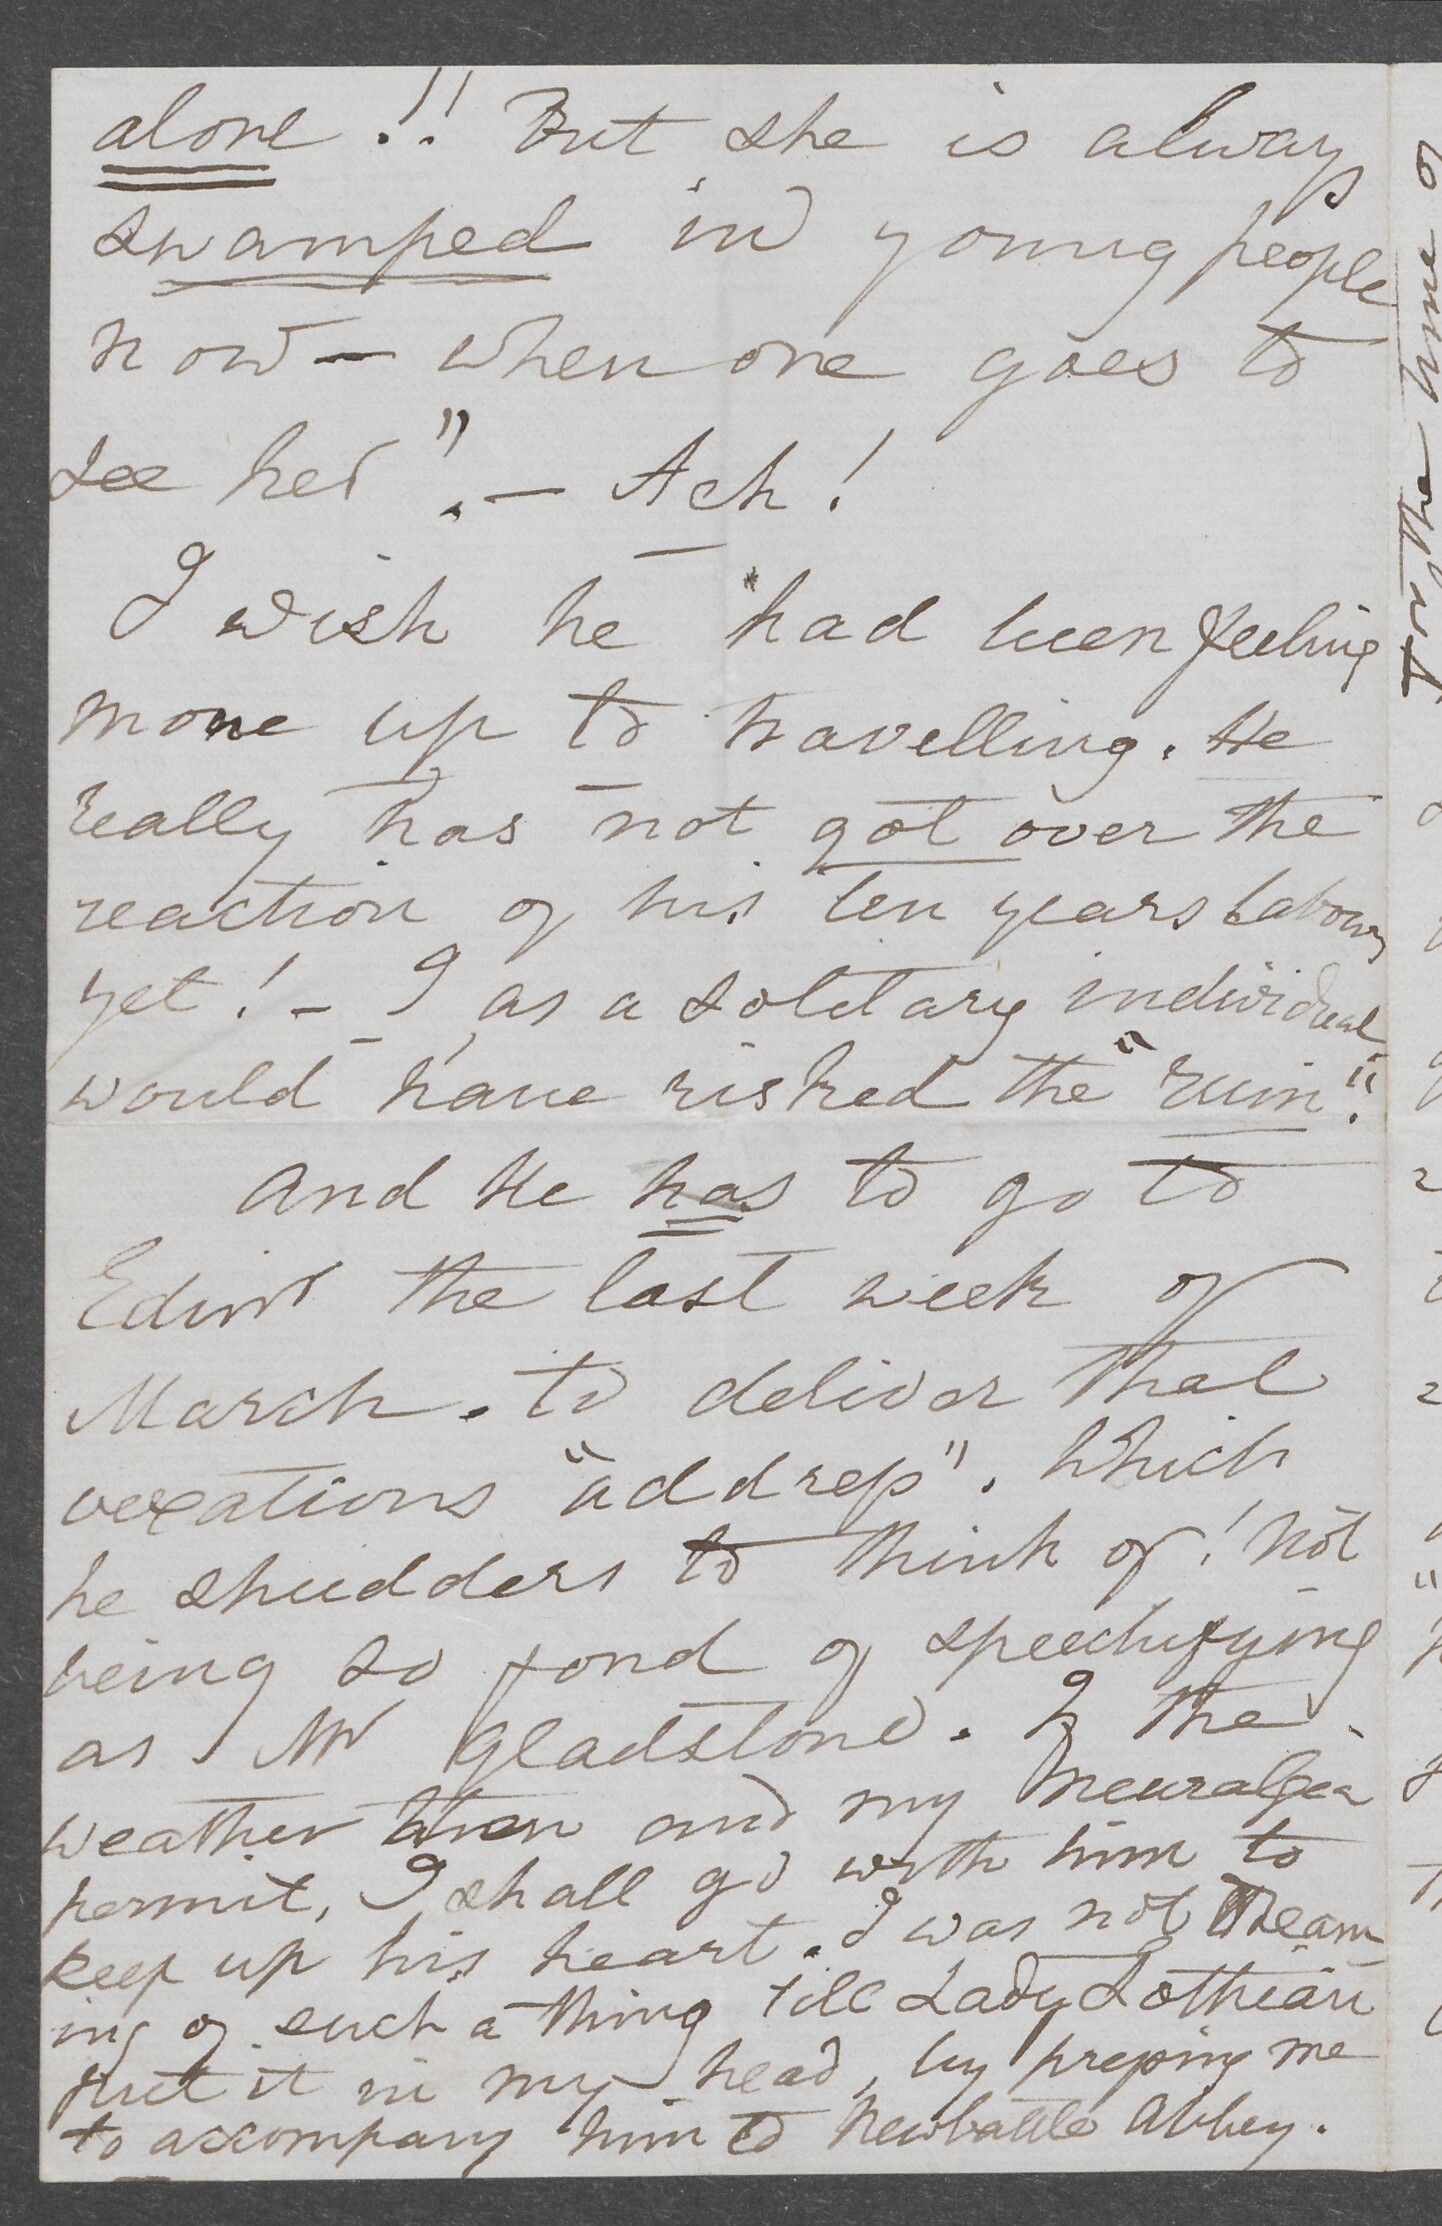 alone!! But she is always
swamped in young people
now — when one goes to
see her". — Ach!
I wish he had been feeling
more up to travelling. He
really has not got over the
reaction of his ten years labours
yet! — I, as a solitary individual
would have risked the "ruin".
And He has to go to
Edinr the last week of
March. to deliver that
vexatious "address". Which
he shudders to think of! Not
being so fond of speechifying
as Mr Gladstone. If the
weather then and my Neuralgia
permit, I shall go with him to
keep up his heart. I was not Dream
ing of such a thing till Lady Lothian
put it in my head, by pressing me
to accompany him to Newbattle Abbey.